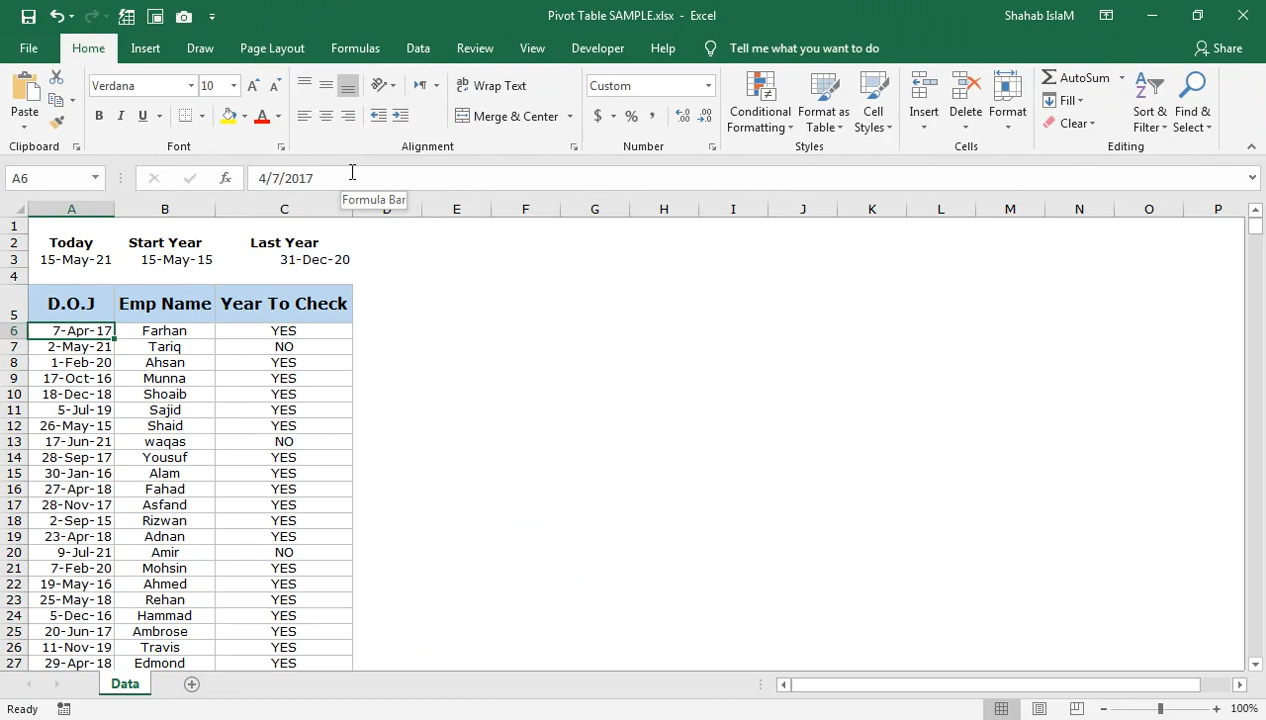 Pivot Table SAMPLE.xlsx - Excel
Shahab IslaM
File Home Insert Draw Page Layout Formulas Data Review View Developer Help Tell me what you want to do Share
Paste
Clipboard
Verdana 10
B I U A
Font
Wrap Text
Merge & Center
Alignment
Custom
$ % ,
Number
Conditional Formatting
Format as Table
Cell Styles
Styles
Insert
Delete
Format
Cells
AutoSum
Fill
Clear
Sort & Filter
Find & Select
Editing
A6 fx 4/7/2017
Formula Bar
A B C D E F G H I J K L M N O P
1
2 Today Start Year Last Year
3 15-May-21 15-May-15 31-Dec-20
4
5 D.O.J Emp Name Year To Check
6 7-Apr-17 Farhan YES
7 2-May-21 Tariq NO
8 1-Feb-20 Ahsan YES
9 17-Oct-16 Munna YES
10 18-Dec-18 Shoaib YES
11 5-Jul-19 Sajid YES
12 26-May-15 Shaid YES
13 17-Jun-21 waqas NO
14 28-Sep-17 Yousuf YES
15 30-Jan-16 Alam YES
16 27-Apr-18 Fahad YES
17 28-Nov-17 Asfand YES
18 2-Sep-15 Rizwan YES
19 23-Apr-18 Adnan YES
20 9-Jul-21 Amir NO
21 7-Feb-20 Mohsin YES
22 19-May-16 Ahmed YES
23 25-May-18 Rehan YES
24 5-Dec-16 Hammad YES
25 20-Jun-17 Ambrose YES
26 11-Nov-19 Travis YES
27 29-Apr-18 Edmond YES
Data
Ready
100%